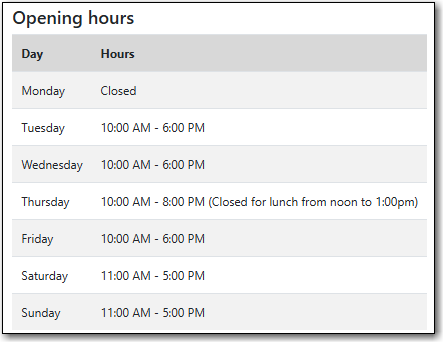 Opening hours
Day Hours
Monday Closed
Tuesday 10:00 AM - 6:00 PM
Wednesday 10:00 AM - 6:00 PM
Thursday 10:00 AM - 8:00 PM (Closed for lunch from noon to 1:00pm)
Friday 10:00 AM - 6:00 PM
Saturday 11:00 AM - 5:00 PM
Sunday 11:00 AM - 5:00 PM